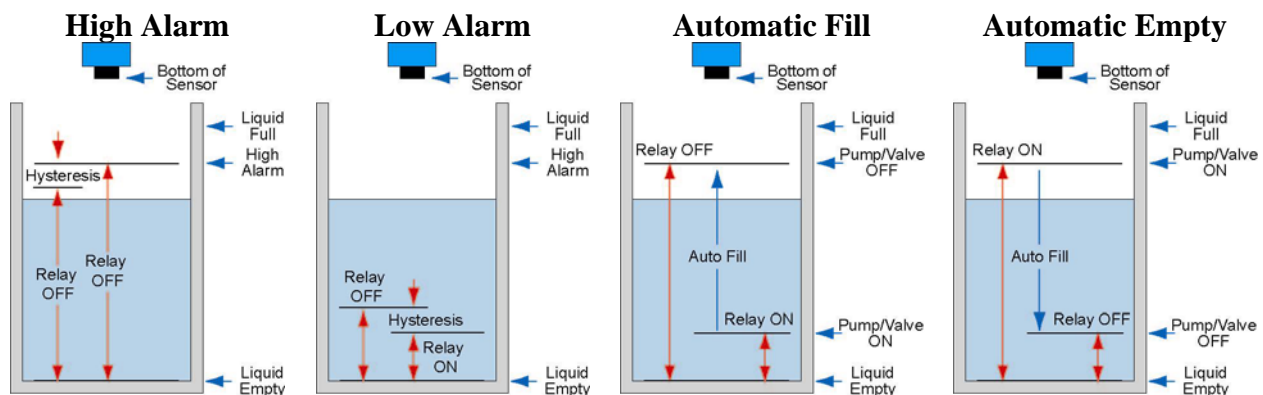 High Alarm
Bottom of
Sensor
Liquid
Full
High
Alarm
Hysteresis
Relay
OFF
Relay
OFF
Liquid
Empty
Low Alarm
Bottom of
Sensor
Liquid
Full
High
Alarm
Relay
OFF
Hysteresis
Relay
ON
Liquid
Empty
Automatic Fill
Bottom of
Sensor
Liquid
Full
Relay OFF
Pump/Valve
OFF
Auto Fill
Relay ON
Pump/Valve
ON
Liquid
Empty
Automatic Empty
Bottom of
Sensor
Liquid
Full
Relay ON
Pump/Valve
ON
Auto Fill
Relay OFF
Pump/Valve
OFF
Liquid
Empty